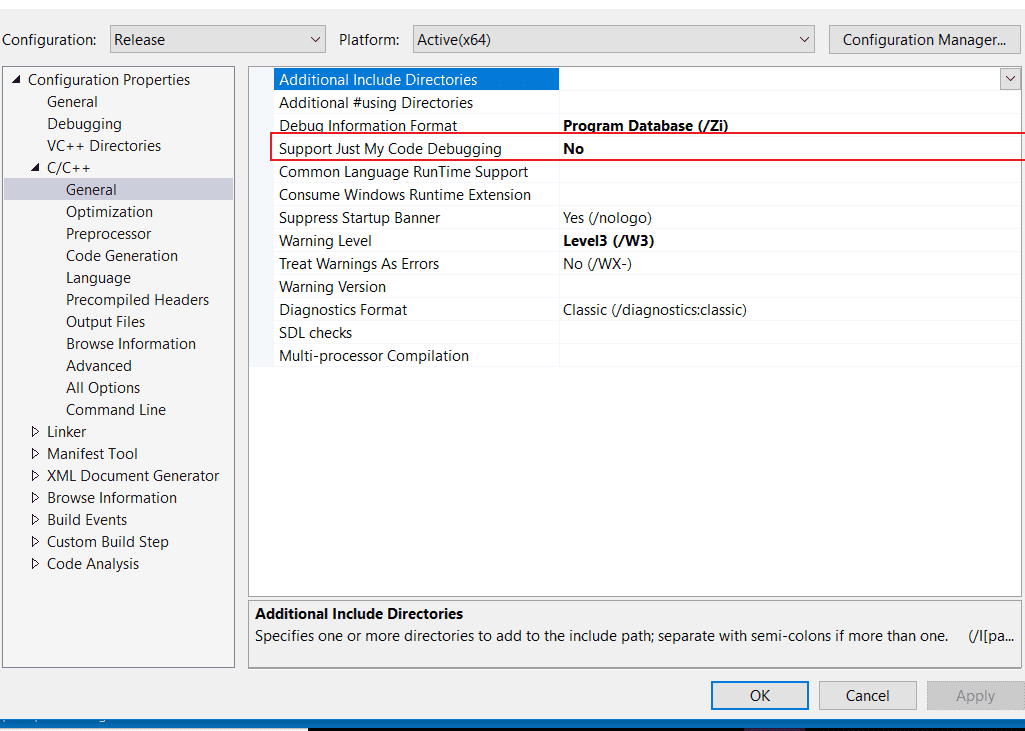 Configuration: Release Platform: Active(x64) Configuration Manager...
Configuration Properties
General
Debugging
VC++ Directories
C/C++
General
Optimization
Preprocessor
Code Generation
Language
Precompiled Headers
Output Files
Browse Information
Advanced
All Options
Command Line
Linker
Manifest Tool
XML Document Generator
Browse Information
Build Events
Custom Build Step
Code Analysis
Additional Include Directories
Additional #using Directories
Debug Information Format Program Database (/Zi)
Support Just My Code Debugging No
Common Language RunTime Support
Consume Windows Runtime Extension
Suppress Startup Banner Yes (/nologo)
Warning Level Level3 (/W3)
Treat Warnings As Errors No (/WX-)
Warning Version
Diagnostics Format Classic (/diagnostics:classic)
SDL checks
Multi-processor Compilation
Additional Include Directories
Specifies one or more directories to add to the include path; separate with semi-colons if more than one. (/I[pa...
OK Cancel Apply